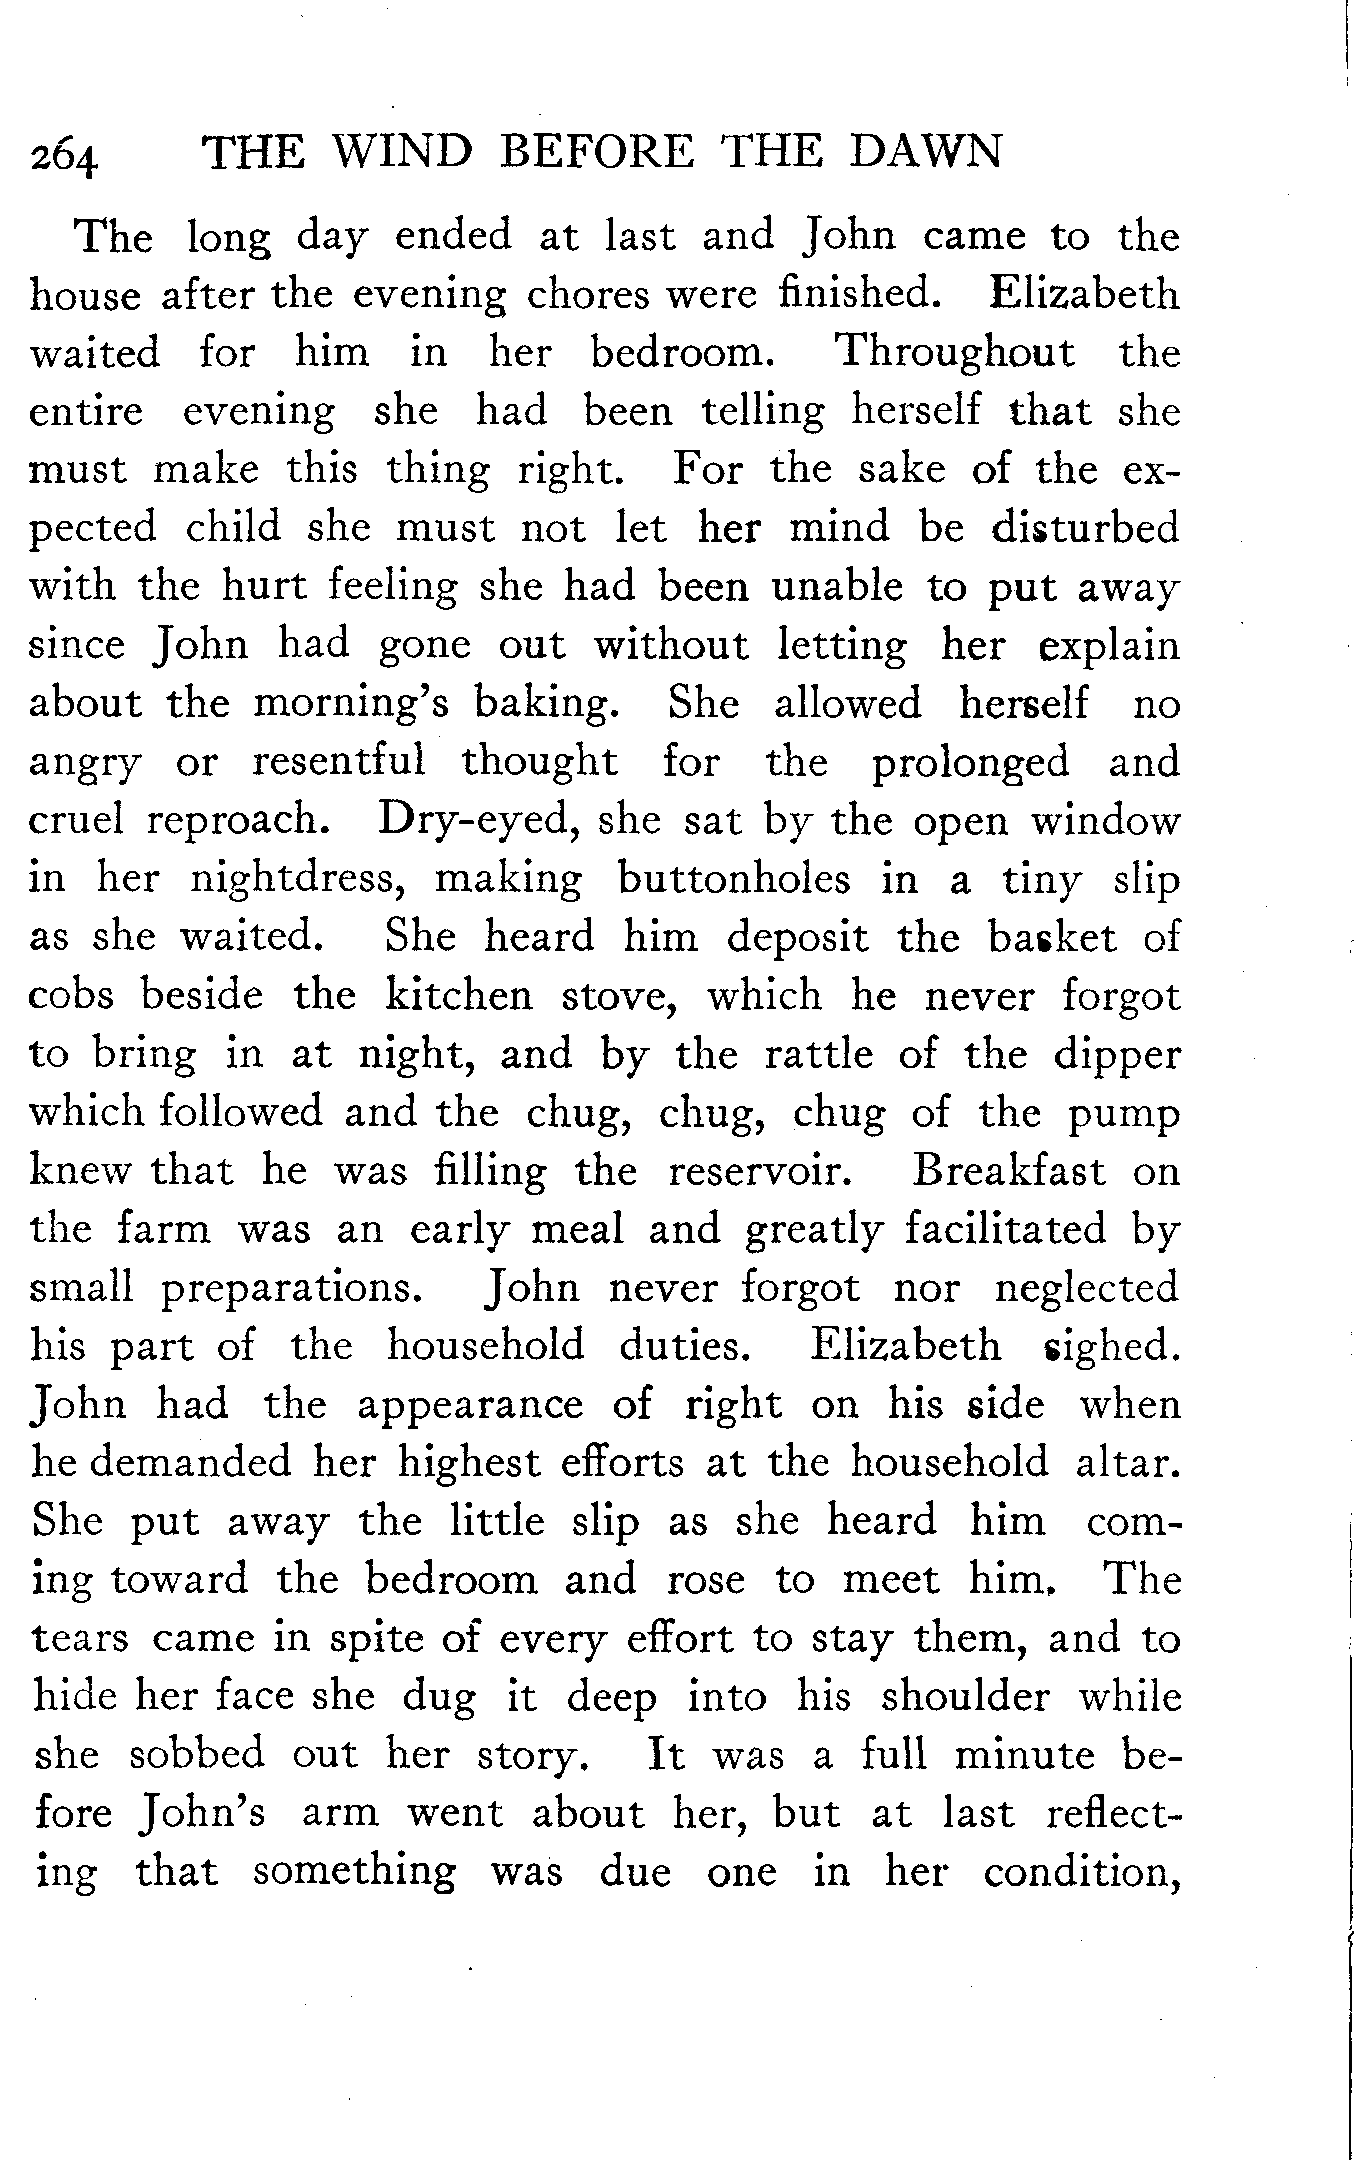 264 THE WIND BEFORE THE DAWN
The long day ended at last and John came to the
house after the evening chores were finished. Elizabeth
waited for him in her bedroom. Throughout the
entire evening she had been telling herself that she
must make this thing right. For the sake of the ex-
pected child she must not let her mind be disturbed
with the hurt feeling she had been unable to put away
since John had gone out without letting her explain
about the morning's baking. She allowed herself no
angry or resentful thought for the prolonged and
cruel reproach. Dry-eyed, she sat by the open window
in her nightdress, making buttonholes in a tiny slip
as she waited. She heard him deposit the basket of
cobs beside the kitchen stove, which he never forgot
to bring in at night, and by the rattle of the dipper
which followed and the chug, chug, chug of the pump
knew that he was filling the reservoir. Breakfast on
the farm was an early meal and greatly facilitated by
small preparations. John never forgot nor neglected
his part of the household duties. Elizabeth sighed.
John had the appearance of right on his side when
he demanded her highest efforts at the household altar.
She put away the little slip as she heard him com-
ing toward the bedroom and rose to meet him. The
tears came in spite of every effort to stay them, and to
hide her face she dug it deep into his shoulder while
she sobbed out her story. It was a full minute be-
fore John's arm went about her, but at last reflect-
ing that something was due one in her condition,